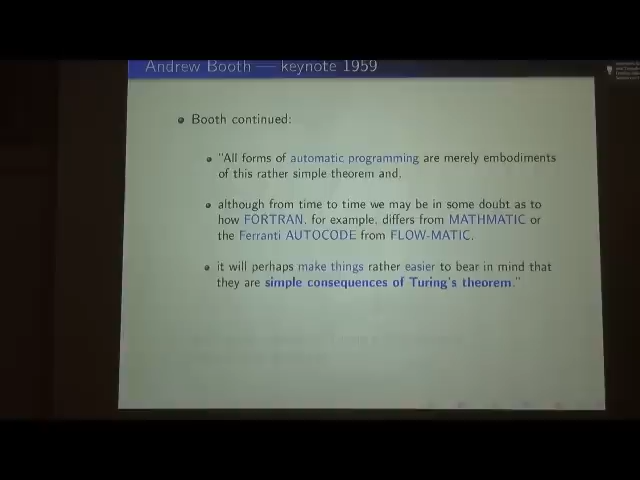 Andrew Booth — keynote 1959
Booth continued:
"All forms of automatic programming are merely embodiments
of this rather simple theorem and,
although from time to time we may be in some doubt as to
how FORTRAN, for example, differs from MATHMATIC or
the Ferranti AUTOCODE from FLOW-MATIC,
it will perhaps make things rather easier to bear in mind that
they are simple consequences of Turing's theorem."